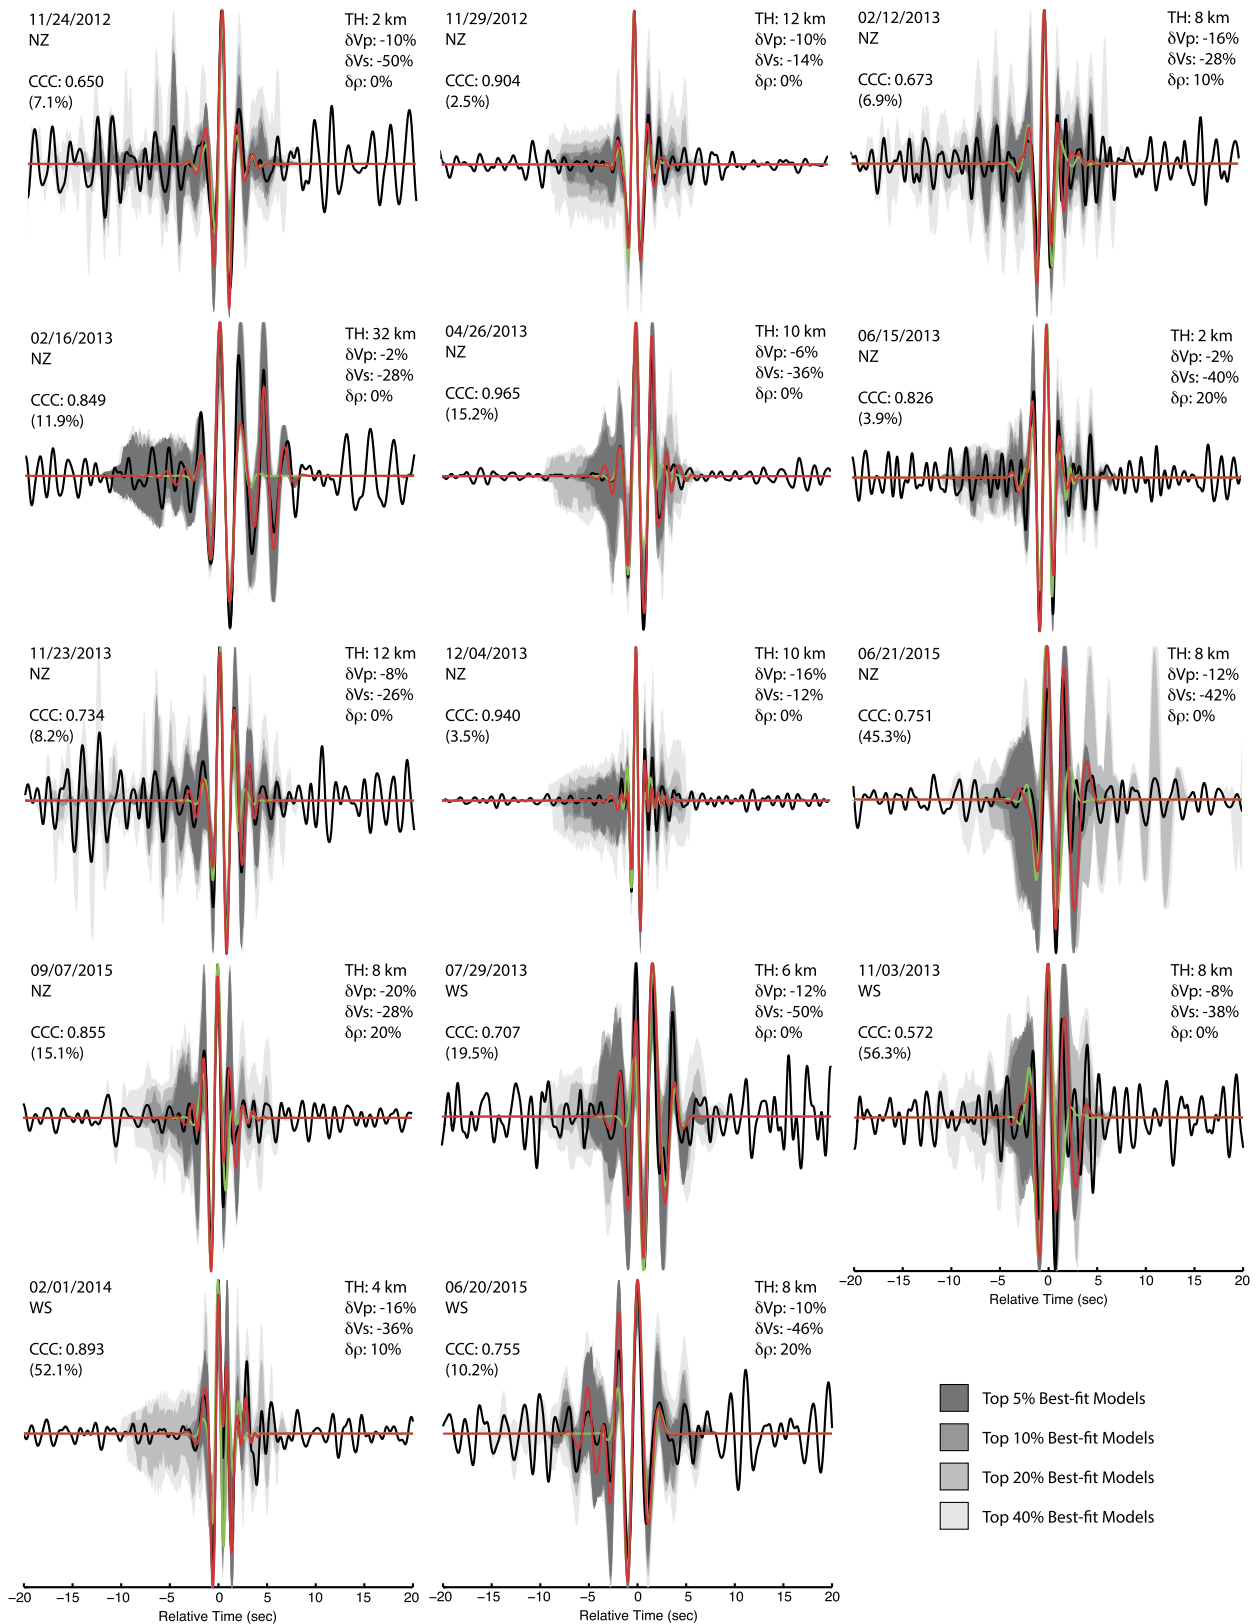 11/24/2012
NZ
CCC: 0.650
(7.1%)
TH: 2 km
δVp: -10%
δVs: -50%
δρ: 0%
11/29/2012
NZ
CCC: 0.904
(2.5%)
TH: 12 km
δVp: -10%
δVs: -14%
δρ: 0%
02/12/2013
NZ
CCC: 0.673
(6.9%)
TH: 8 km
δVp: -16%
δVs: -28%
δρ: 10%
02/16/2013
NZ
CCC: 0.849
(11.9%)
TH: 32 km
δVp: -2%
δVs: -28%
δρ: 0%
04/26/2013
NZ
CCC: 0.965
(15.2%)
TH: 10 km
δVp: -6%
δVs: -36%
δρ: 0%
06/15/2013
NZ
CCC: 0.826
(3.9%)
TH: 2 km
δVp: -2%
δVs: -40%
δρ: 20%
11/23/2013
NZ
CCC: 0.734
(8.2%)
TH: 12 km
δVp: -8%
δVs: -26%
δρ: 0%
12/04/2013
NZ
CCC: 0.940
(3.5%)
TH: 10 km
δVp: -16%
δVs: -12%
δρ: 0%
06/21/2015
NZ
CCC: 0.751
(45.3%)
TH: 8 km
δVp: -12%
δVs: -42%
δρ: 0%
09/07/2015
NZ
CCC: 0.855
(15.1%)
TH: 8 km
δVp: -20%
δVs: -28%
δρ: 20%
07/29/2013
WS
CCC: 0.707
(19.5%)
TH: 6 km
δVp: -12%
δVs: -50%
δρ: 0%
11/03/2013
WS
CCC: 0.572
(56.3%)
TH: 8 km
δVp: -8%
δVs: -38%
δρ: 0%
−20 −15 −10 −5 0 5 10 15 20
Relative Time (sec)
02/01/2014
WS
CCC: 0.893
(52.1%)
TH: 4 km
δVp: -16%
δVs: -36%
δρ: 10%
06/20/2015
WS
CCC: 0.755
(10.2%)
TH: 8 km
δVp: -10%
δVs: -46%
δρ: 20%
Top 5% Best-fit Models
Top 10% Best-fit Models
Top 20% Best-fit Models
Top 40% Best-fit Models
−20 −15 −10 −5 0 5 10 15 20
Relative Time (sec)
−20 −15 −10 −5 0 5 10 15 20
Relative Time (sec)